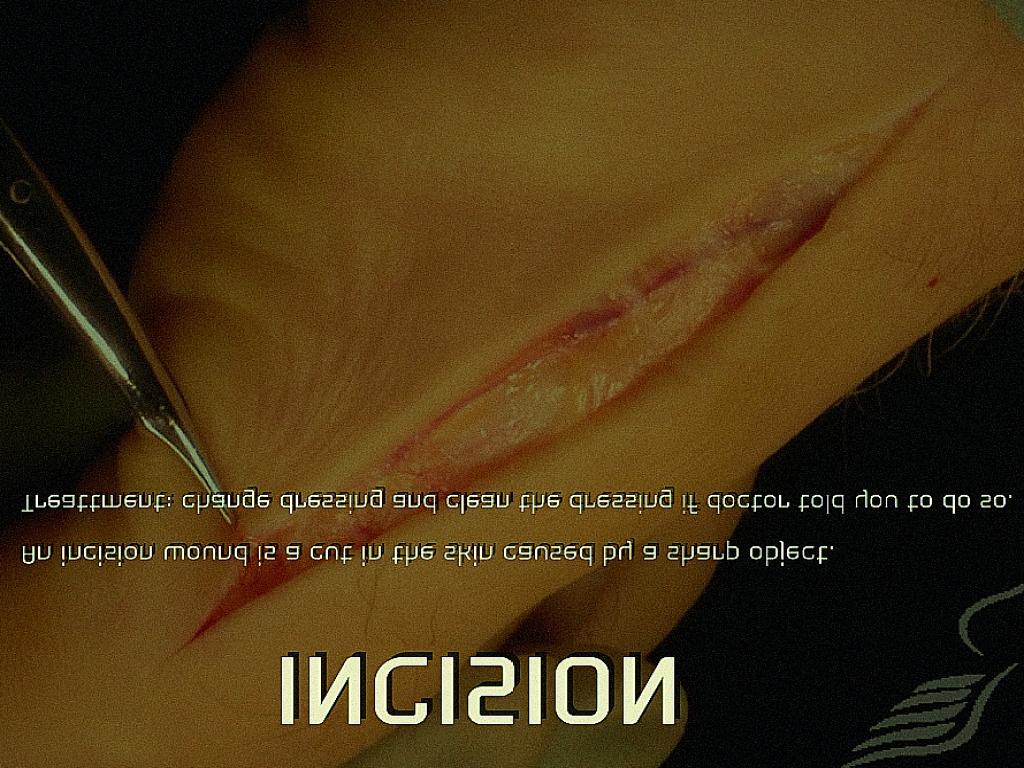 INCISION
An incision wound is a cut in the skin caused by a sharp object.
Treattment: change dressing and clean the dressing if doctor told you to do so.